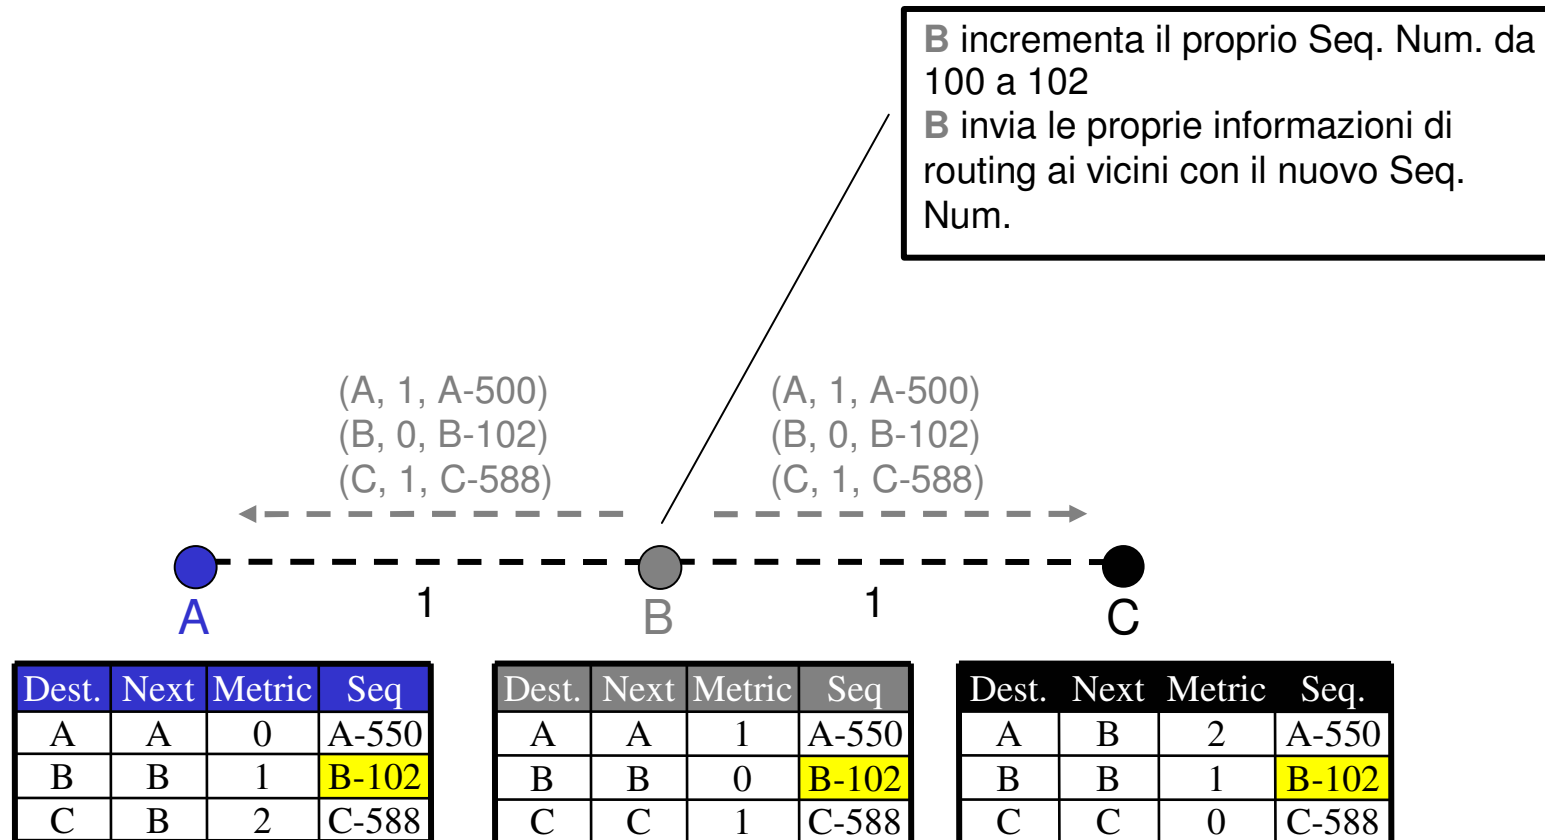 B incrementa il proprio Seq. Num. da
100 a 102
B invia le proprie informazioni di
routing ai vicini con il nuovo Seq.
Num.
(A, 1, A-500)
(B, 0, B-102)
(C, 1, C-588)
(A, 1, A-500)
(B, 0, B-102)
(C, 1, C-588)
A 1 B 1 C
Dest. Next Metric Seq
A A 0 A-550
B B 1 B-102
C B 2 C-588
Dest. Next Metric Seq
A A 1 A-550
B B 0 B-102
C C 1 C-588
Dest. Next Metric Seq.
A B 2 A-550
B B 1 B-102
C C 0 C-588